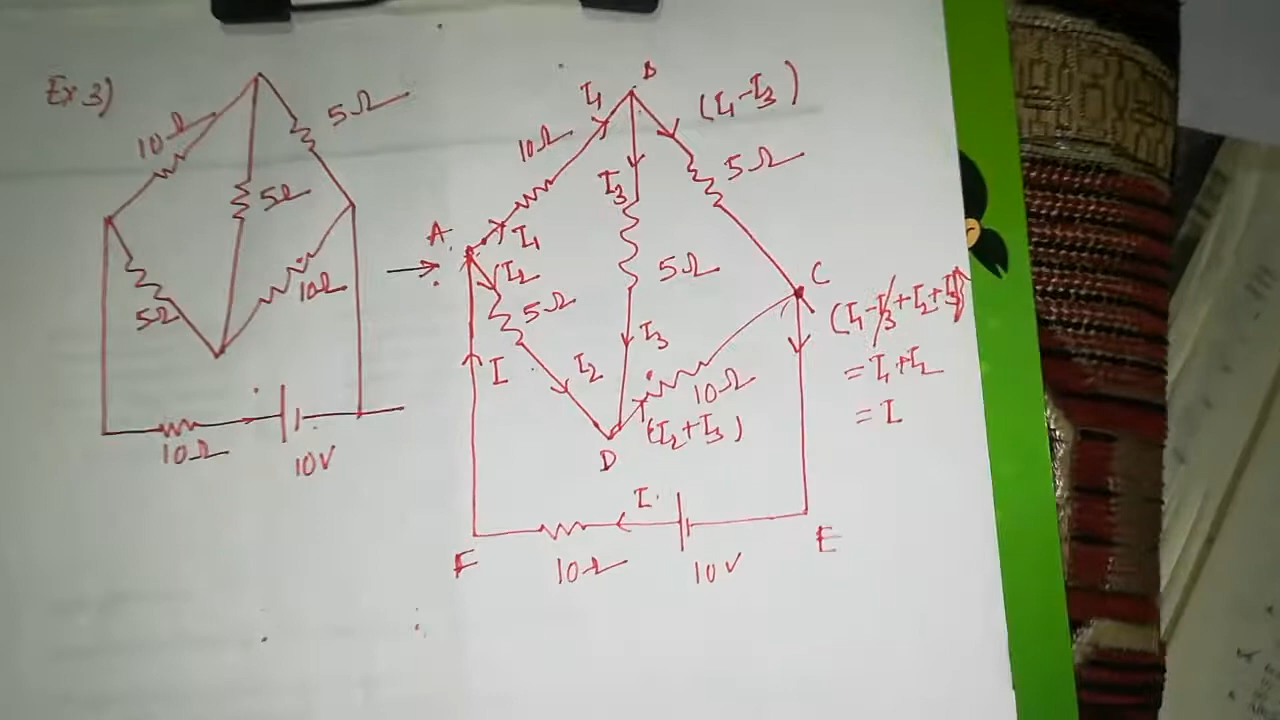 Ex 3)
10Ω
5Ω
5Ω
5Ω
10Ω
10Ω
10V
B
I₁
(I₁-I₃)
10Ω
5Ω
I₃
A
I₁
I₂
5Ω
5Ω
C
(I₁-I₃+I₂+I₃)
I
I₂
I₃
10Ω
= I₁+I₂
(I₂+I₃)
= I
D
I
F
10Ω
10V
E